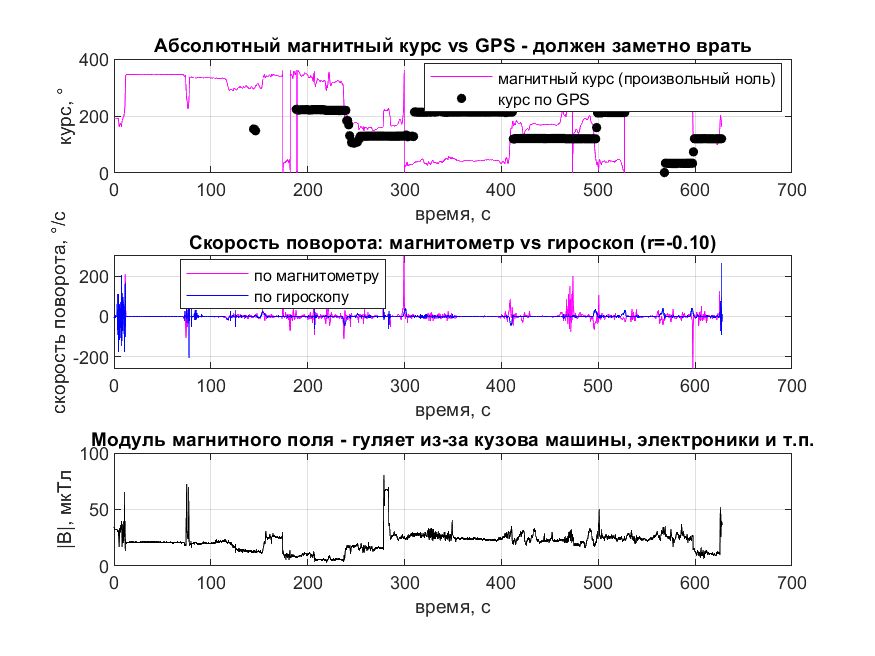 Абсолютный магнитный курс vs GPS - должен заметно врать
400
200
0
курс, °
магнитный курс (произвольный ноль)
курс по GPS
0 100 200 300 400 500 600 700
время, с
Скорость поворота: магнитометр vs гироскоп (r=-0.10)
200
0
-200
скорость поворота, °/с
по магнитометру
по гироскопу
0 100 200 300 400 500 600 700
время, с
Модуль магнитного поля - гуляет из-за кузова машины, электроники и т.п.
100
50
0
|B|, мкТл
0 100 200 300 400 500 600 700
время, с